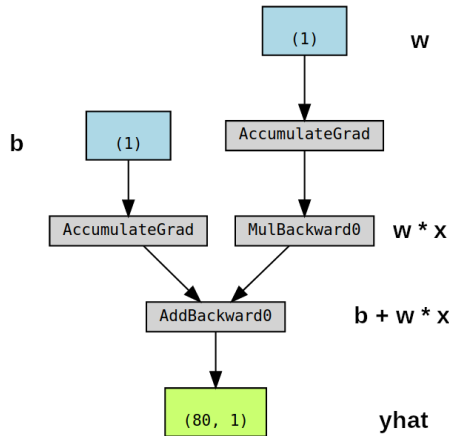 (1)
w
AccumulateGrad
b
(1)
AccumulateGrad
MulBackward0
w * x
AddBackward0
b + w * x
(80, 1)
yhat